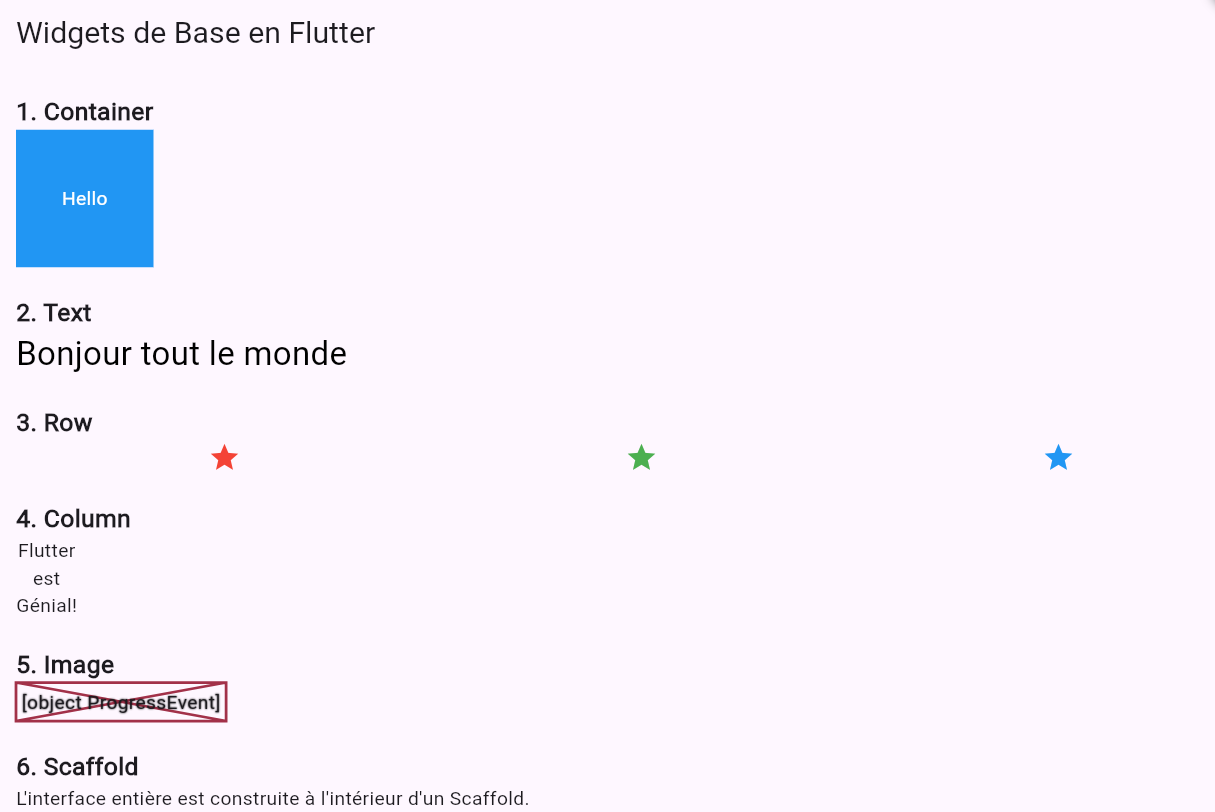 Widgets de Base en Flutter
1. Container
Hello
2. Text
Bonjour tout le monde
3. Row
4. Column
Flutter
est
Génial!
5. Image
[object ProgressEvent]
6. Scaffold
L'interface entière est construite à l'intérieur d'un Scaffold.